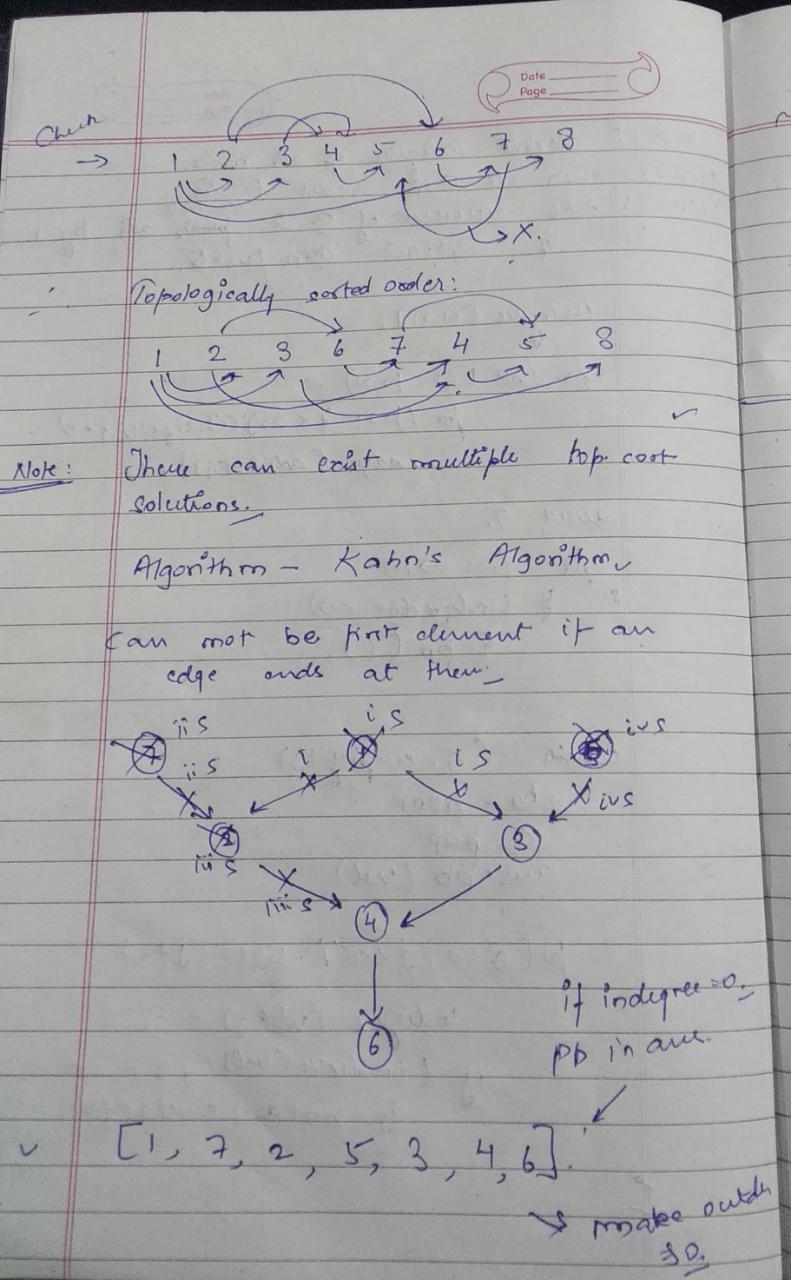 Date
Page
Check
→ 1 2 3 4 5 6 7 8
→ X.
Topologically sorted order:
1 2 3 6 7 4 5 8
Note: There can exist multiple top. sort
solutions.
Algorithm - Kahn's Algorithm
Can not be first element if an
edge ends at them.
7 ii s 1 i s 5 iv s
ii s i i s iv s
2 3
iii s
iii s 4
6
if indegree = 0.
pb in ans.
[1, 7, 2, 5, 3, 4, 6].
→ make outdu